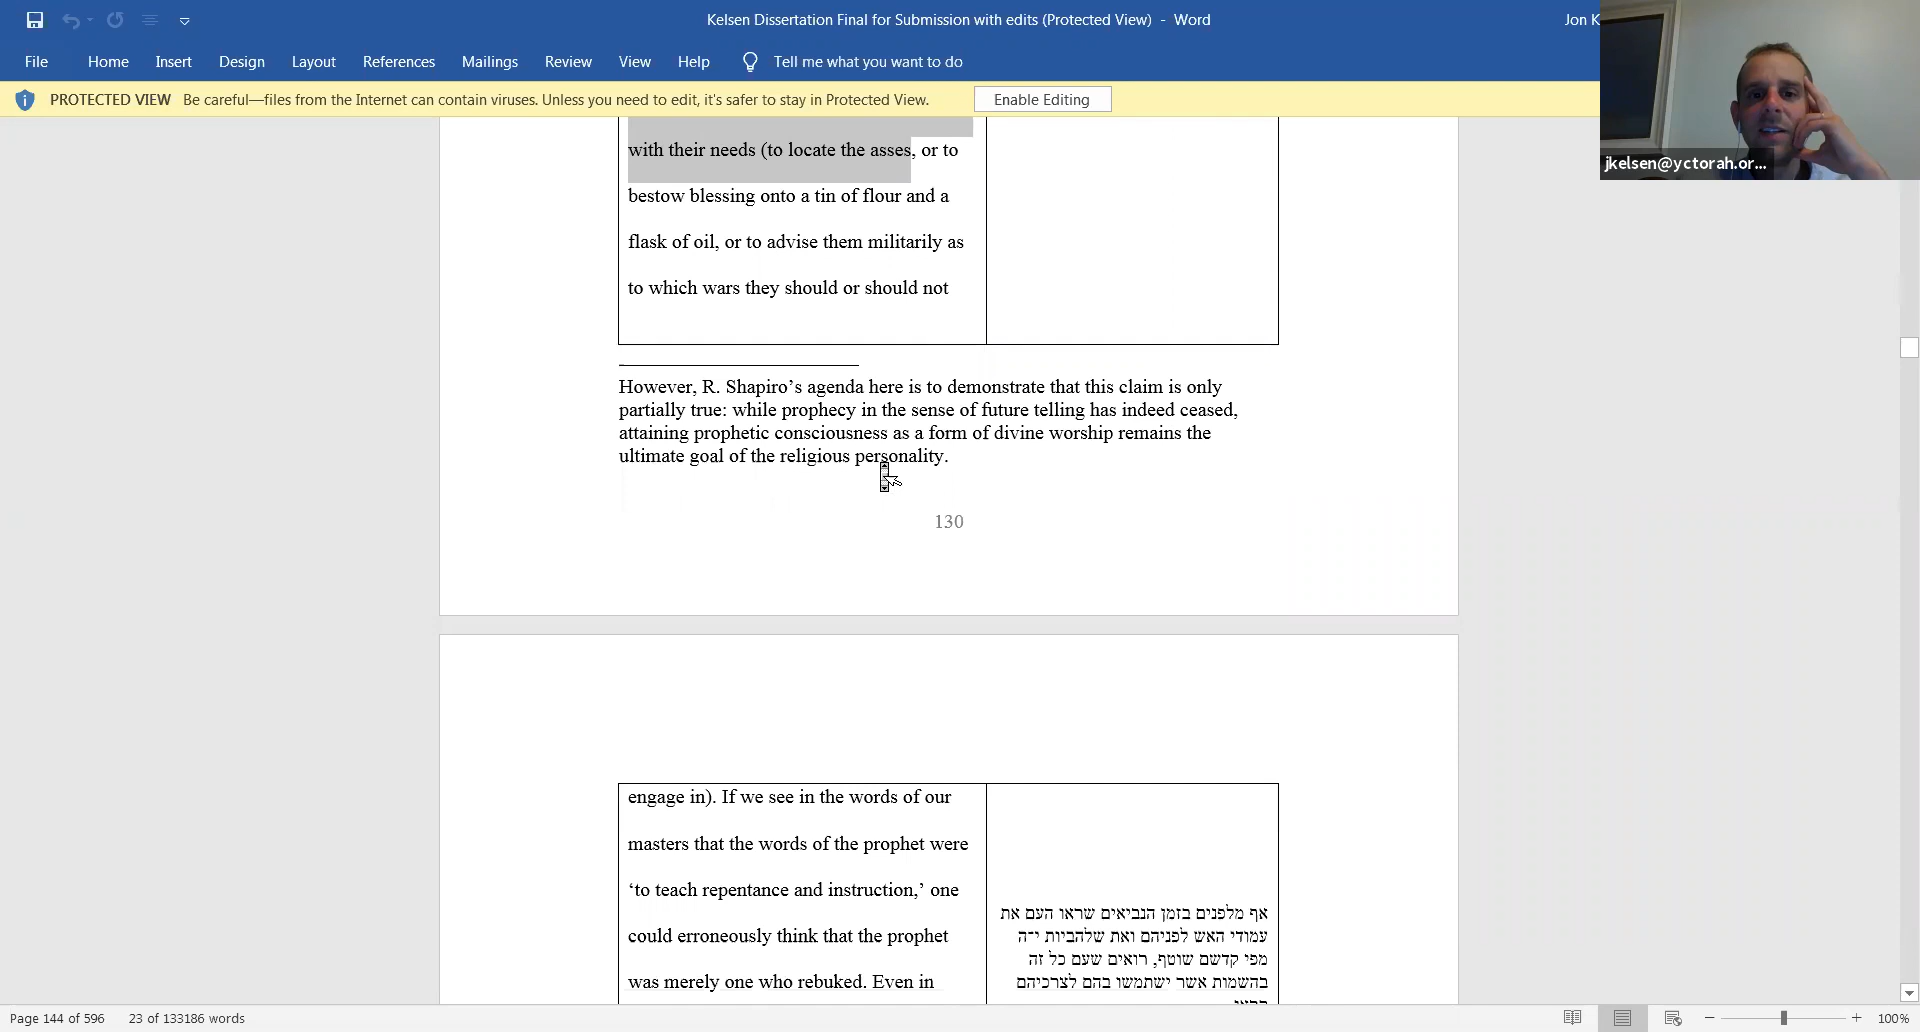 Kelsen Dissertation Final for Submission with edits (Protected View) - Word
Jon K
File Home Insert Design Layout References Mailings Review View Help Tell me what you want to do
PROTECTED VIEW Be careful—files from the Internet can contain viruses. Unless you need to edit, it's safer to stay in Protected View. Enable Editing
jkelsen@yctorah.or...
with their needs (to locate the asses, or to
bestow blessing onto a tin of flour and a
flask of oil, or to advise them militarily as
to which wars they should or should not
However, R. Shapiro’s agenda here is to demonstrate that this claim is only
partially true: while prophecy in the sense of future telling has indeed ceased,
attaining prophetic consciousness as a form of divine worship remains the
ultimate goal of the religious personality.
130
engage in). If we see in the words of our
masters that the words of the prophet were
‘to teach repentance and instruction,’ one
could erroneously think that the prophet
was merely one who rebuked. Even in
אף מלפנים בזמן הנביאים שראו העם את
עמודי האש לפניהם ואת שלהביות י־ה
מפי קדשם שוטף, רואים שעם כל זה
בהשמות אשר ישתמשו בהם לצרכיהם
Page 144 of 596 23 of 133186 words
100%